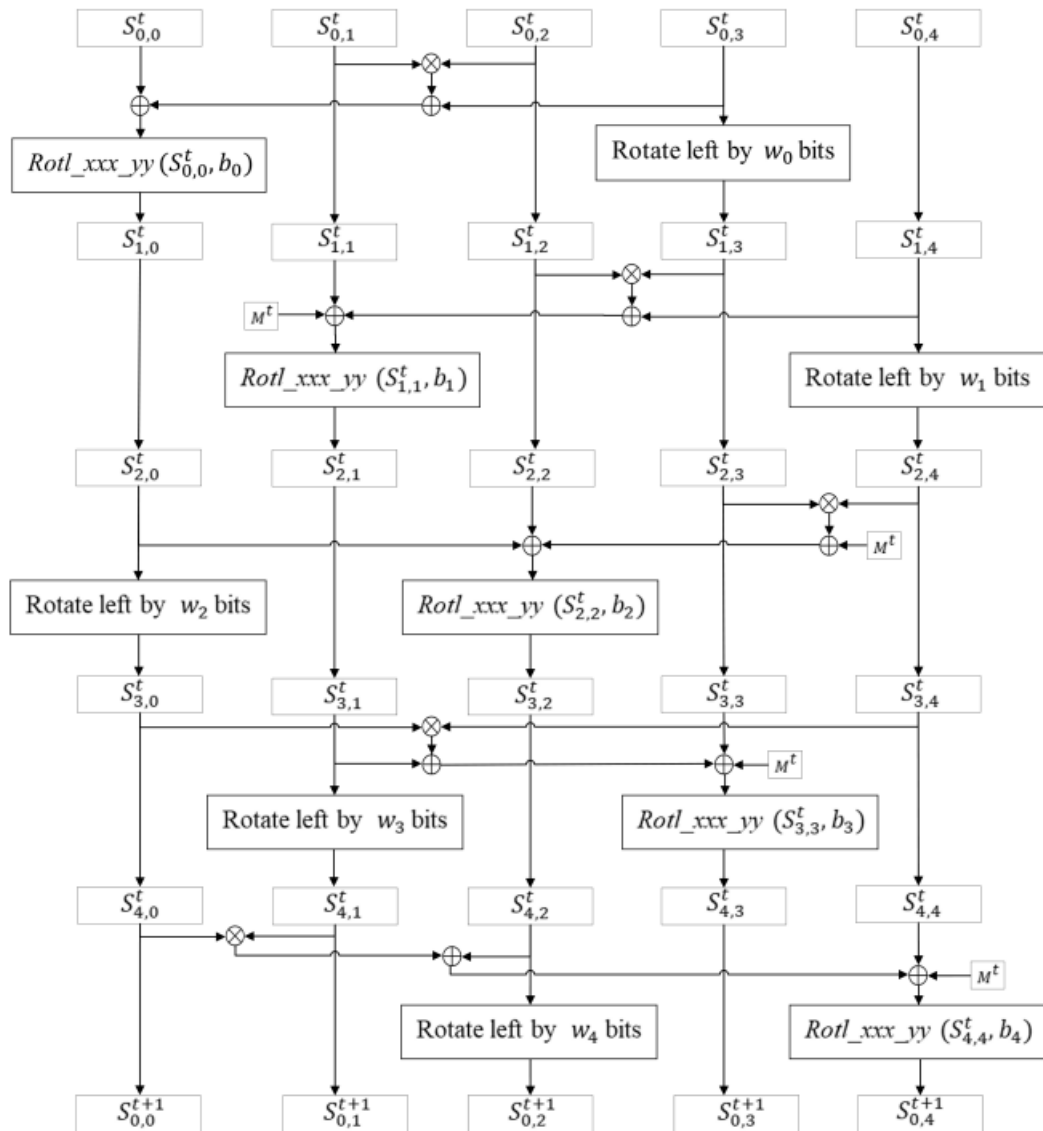 S^t_{0,0} S^t_{0,1} S^t_{0,2} S^t_{0,3} S^t_{0,4}
Rotl_xxx_yy (S^t_{0,0}, b_0) Rotate left by w_0 bits
S^t_{1,0} S^t_{1,1} S^t_{1,2} S^t_{1,3} S^t_{1,4}
M^t
Rotl_xxx_yy (S^t_{1,1}, b_1) Rotate left by w_1 bits
S^t_{2,0} S^t_{2,1} S^t_{2,2} S^t_{2,3} S^t_{2,4}
M^t
Rotate left by w_2 bits Rotl_xxx_yy (S^t_{2,2}, b_2)
S^t_{3,0} S^t_{3,1} S^t_{3,2} S^t_{3,3} S^t_{3,4}
M^t
Rotate left by w_3 bits Rotl_xxx_yy (S^t_{3,3}, b_3)
S^t_{4,0} S^t_{4,1} S^t_{4,2} S^t_{4,3} S^t_{4,4}
M^t
Rotate left by w_4 bits Rotl_xxx_yy (S^t_{4,4}, b_4)
S^{t+1}_{0,0} S^{t+1}_{0,1} S^{t+1}_{0,2} S^{t+1}_{0,3} S^{t+1}_{0,4}